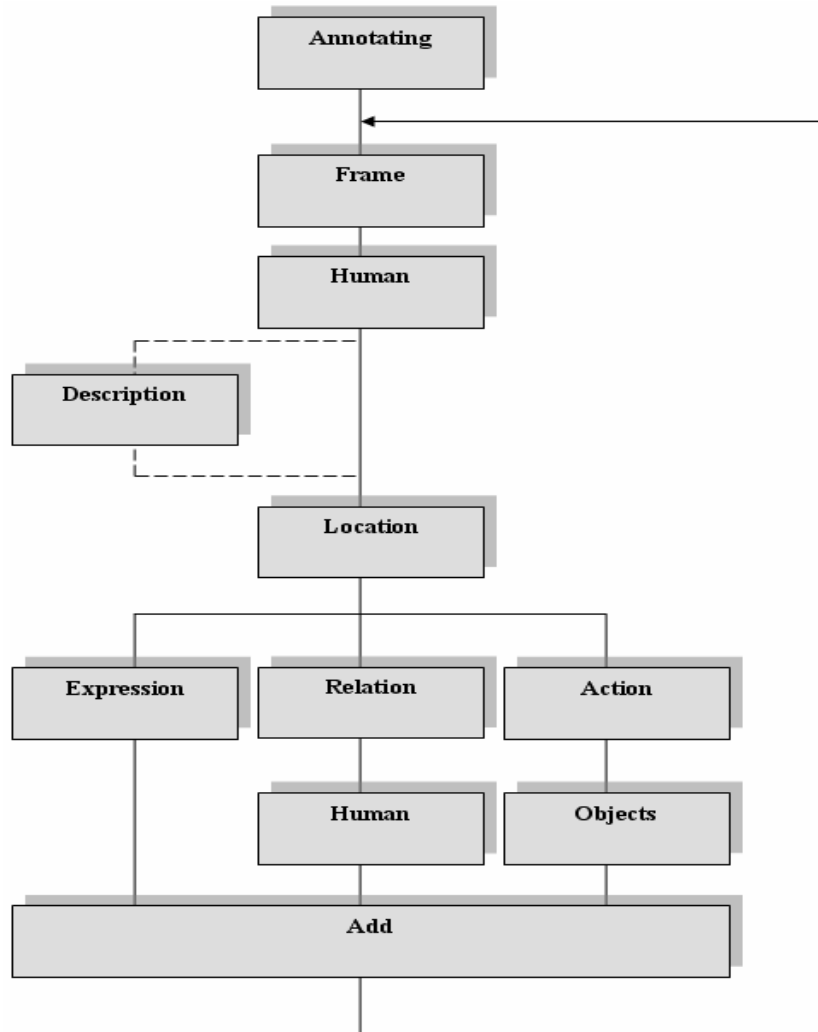 Annotating
Frame
Human
Description
Location
Expression
Relation
Action
Human
Objects
Add